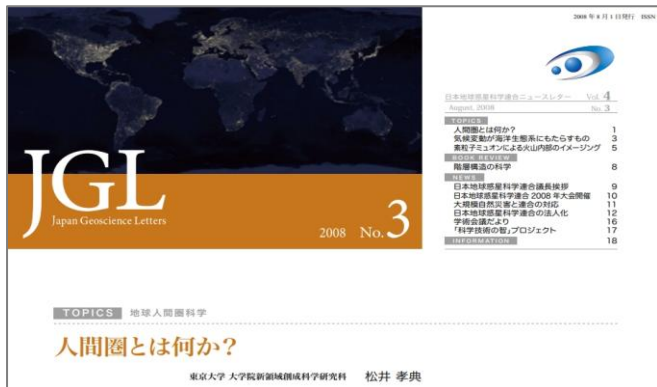 2008年8月1日発行 ISSN
JGL
Japan Geoscience Letters
2008 No.3
日本地球惑星科学連合ニュースレター Vol. 4
August, 2008 No. 3
TOPICS
人間圏とは何か? 1
気候変動が海洋生態系にもたらすもの 3
素粒子ミュオンによる火山内部のイメージング 5
BOOK REVIEW
階層構造の科学 8
NEWS
日本地球惑星科学連合議長挨拶 9
日本地球惑星科学連合2008年大会開催 10
大規模自然災害と連合の対応 11
日本地球惑星科学連合の法人化 12
学術会議だより 16
「科学技術の智」プロジェクト 17
INFORMATION 18
TOPICS 地球人間圏科学
人間圏とは何か?
東京大学 大学院新領域創成科学研究科 松井 孝典